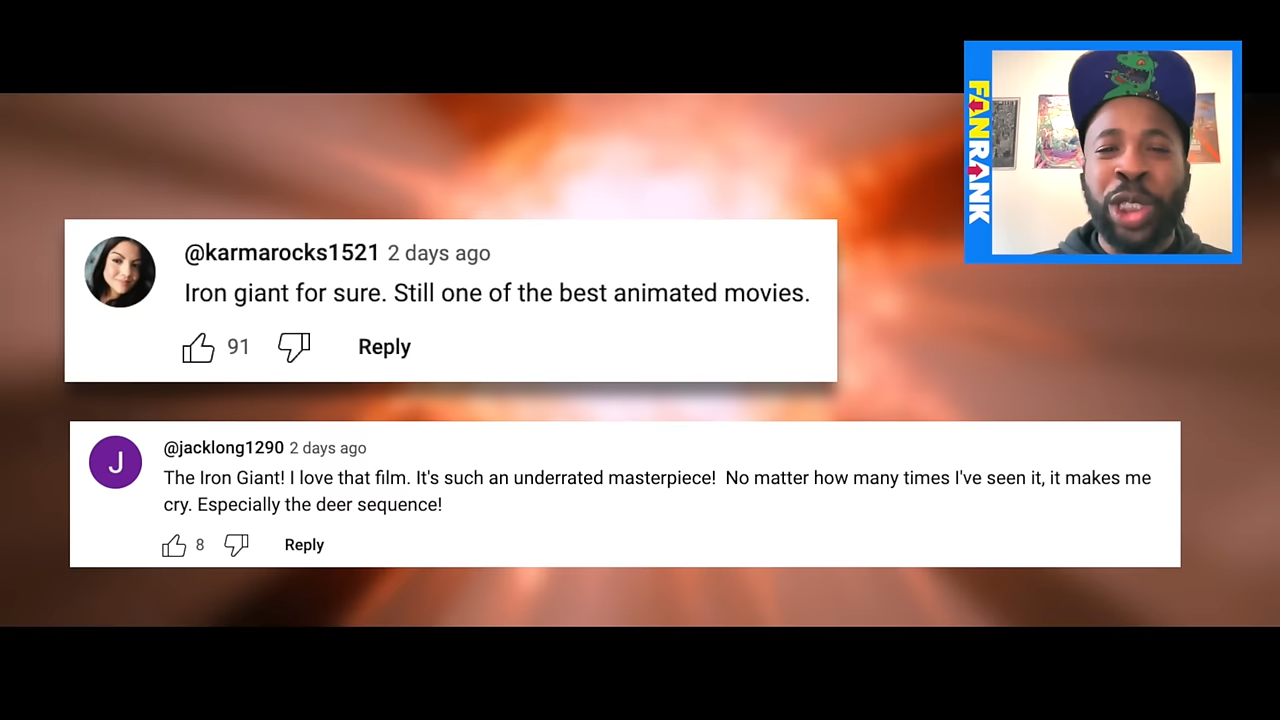 @karmarocks1521 2 days ago
Iron giant for sure. Still one of the best animated movies.
91
Reply
@jacklong1290 2 days ago
J
The Iron Giant! I love that film. It's such an underrated masterpiece!  No matter how many times I've seen it, it makes me
cry. Especially the deer sequence!
8
Reply
FANRANK